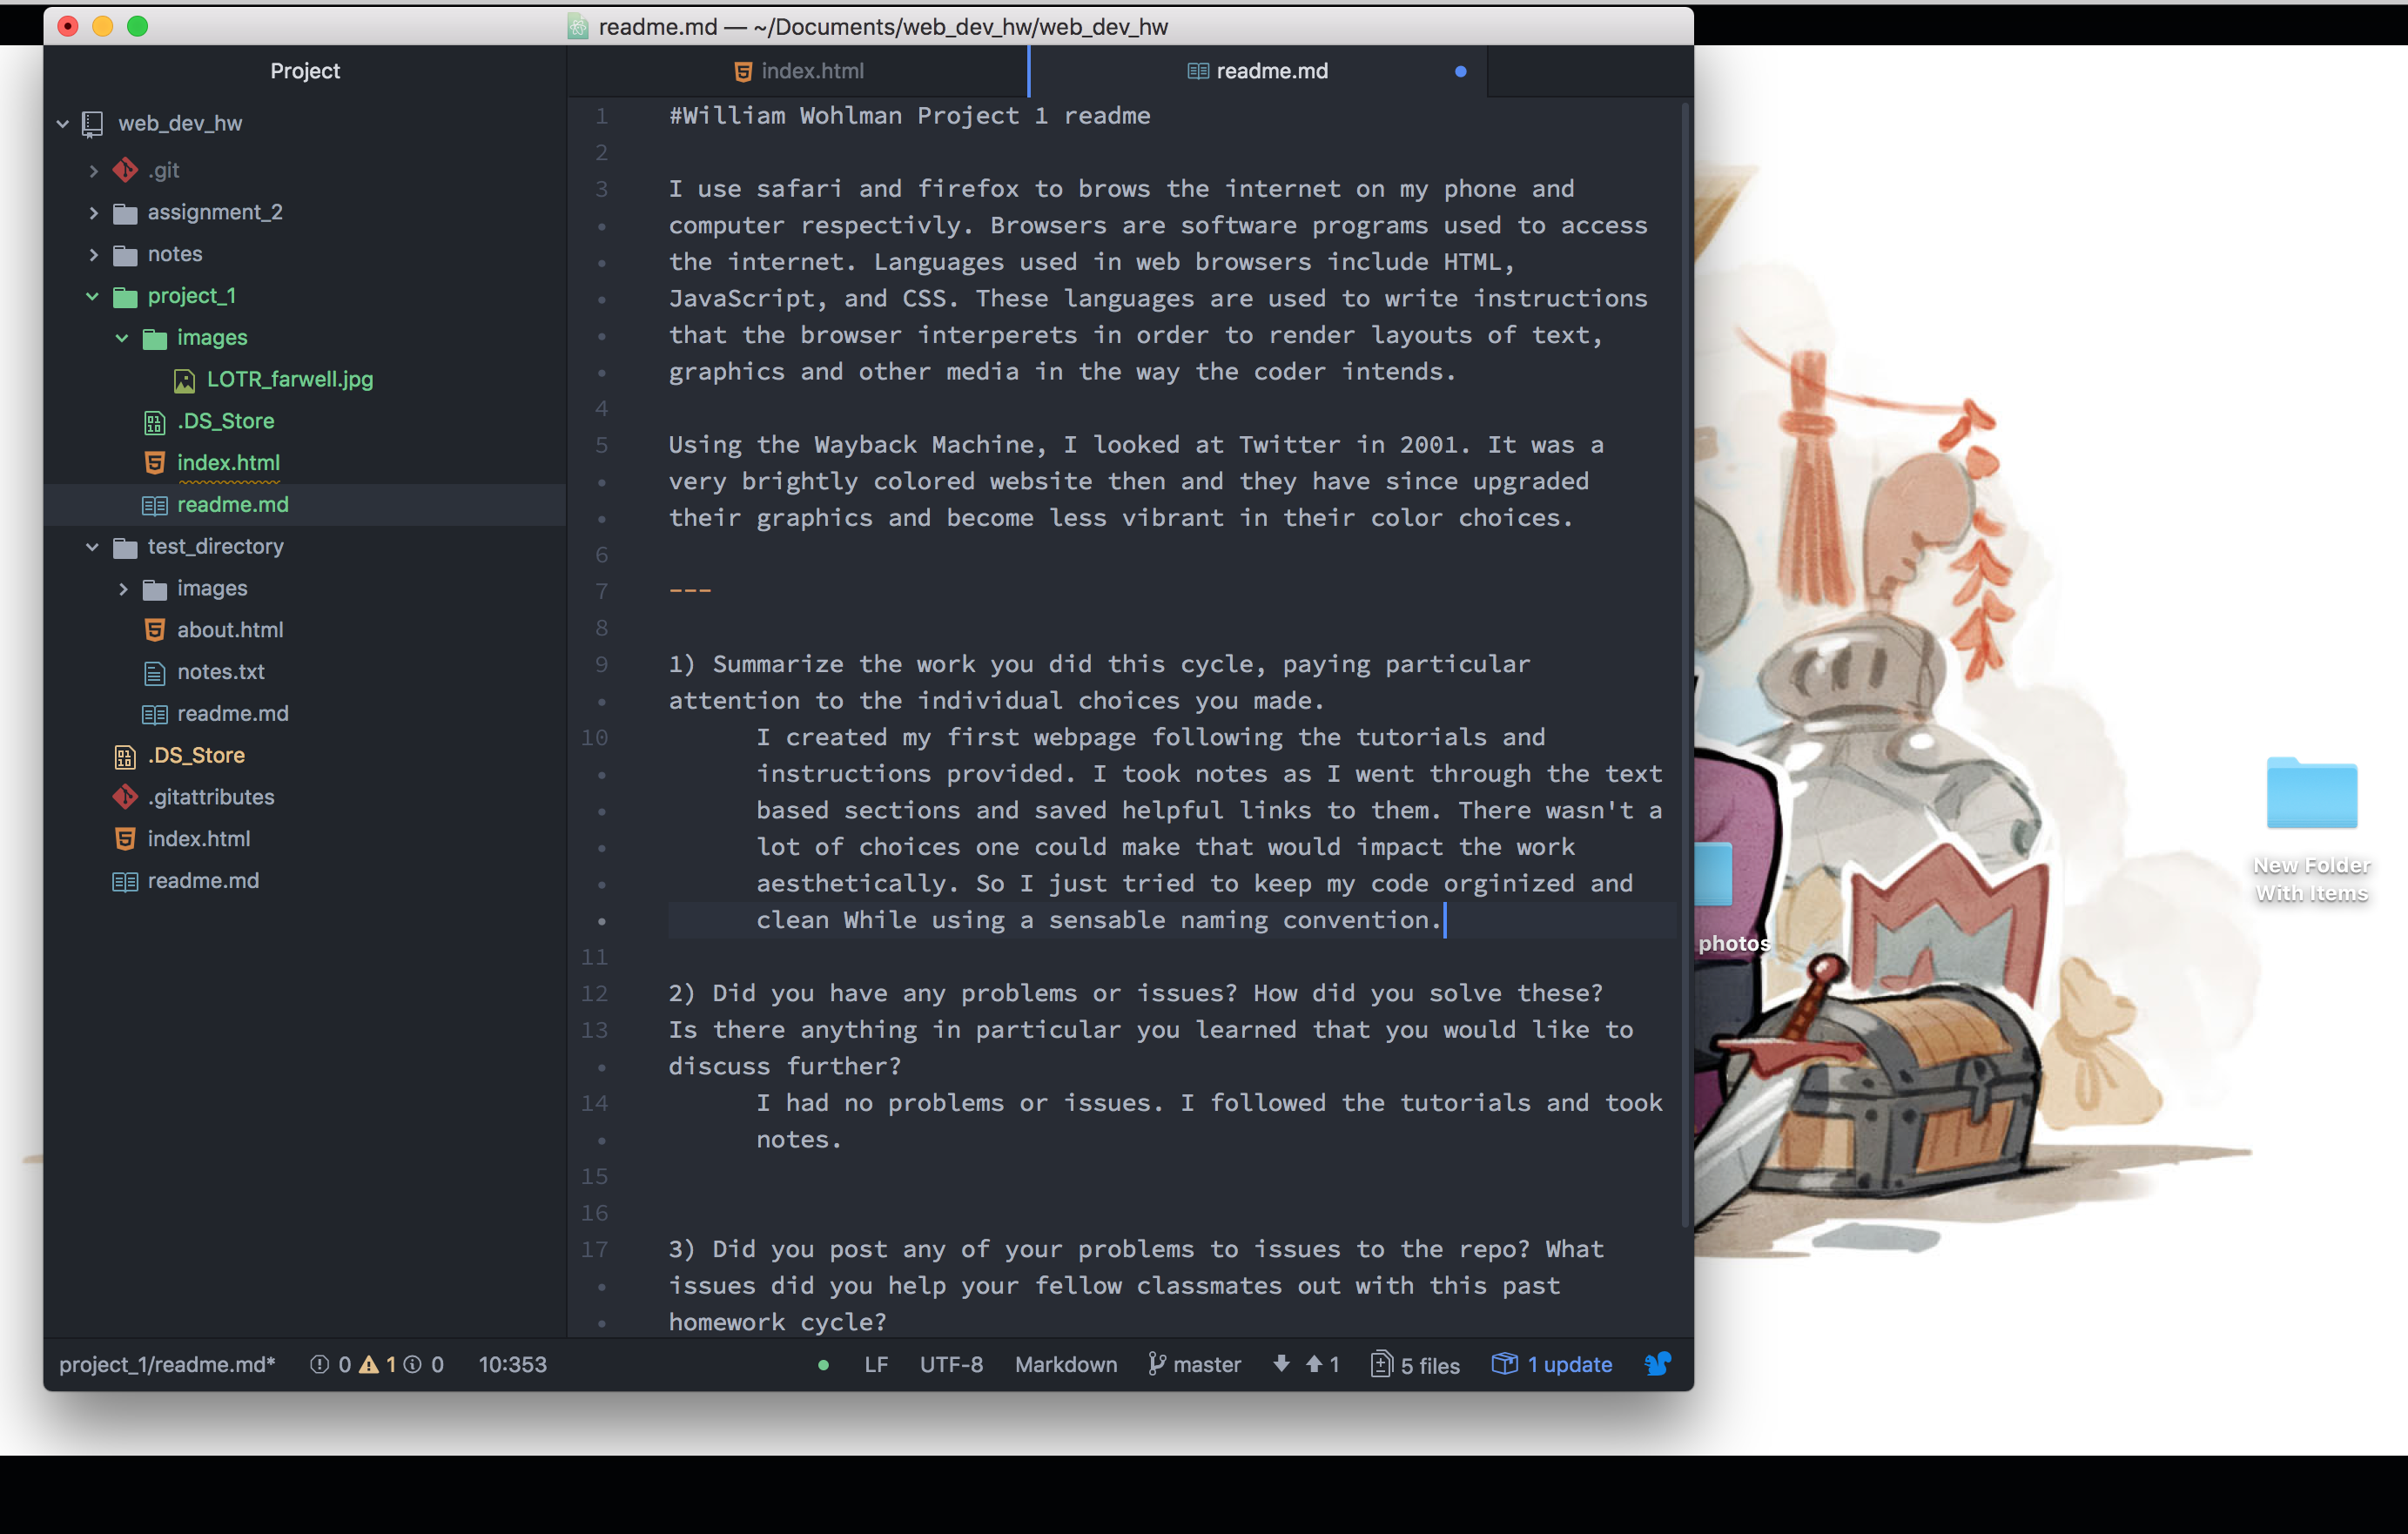 readme.md — ~/Documents/web_dev_hw/web_dev_hw
Project
index.html
readme.md
web_dev_hw
.git
assignment_2
notes
project_1
images
LOTR_farwell.jpg
.DS_Store
index.html
readme.md
test_directory
images
about.html
notes.txt
readme.md
.DS_Store
.gitattributes
index.html
readme.md
1 #William Wohlman Project 1 readme
2
3 I use safari and firefox to brows the internet on my phone and
• computer respectivly. Browsers are software programs used to access
• the internet. Languages used in web browsers include HTML,
• JavaScript, and CSS. These languages are used to write instructions
• that the browser interperets in order to render layouts of text,
• graphics and other media in the way the coder intends.
4
5 Using the Wayback Machine, I looked at Twitter in 2001. It was a
• very brightly colored website then and they have since upgraded
• their graphics and become less vibrant in their color choices.
6
7 ---
8
9 1) Summarize the work you did this cycle, paying particular
• attention to the individual choices you made.
10 I created my first webpage following the tutorials and
• instructions provided. I took notes as I went through the text
• based sections and saved helpful links to them. There wasn't a
• lot of choices one could make that would impact the work
• aesthetically. So I just tried to keep my code orginized and
• clean While using a sensable naming convention.
11
12 2) Did you have any problems or issues? How did you solve these?
13 Is there anything in particular you learned that you would like to
• discuss further?
14 I had no problems or issues. I followed the tutorials and took
• notes.
15
16
17 3) Did you post any of your problems to issues to the repo? What
• issues did you help your fellow classmates out with this past
• homework cycle?
project_1/readme.md* 0 1 0 10:353 LF UTF-8 Markdown master 1 5 files 1 update
photos
New Folder
With Items